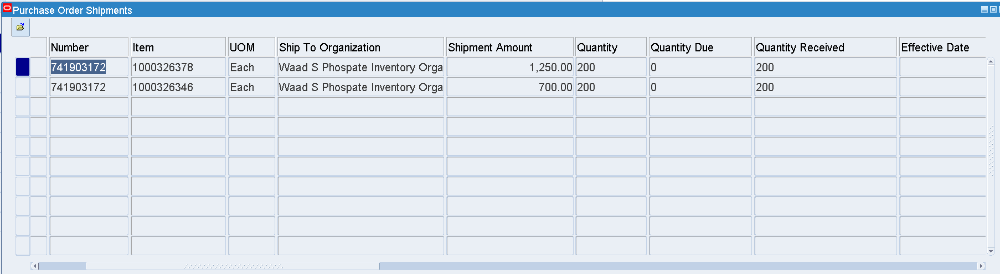 Purchase Order Shipments
Number Item UOM Ship To Organization Shipment Amount Quantity Quantity Due Quantity Received Effective Date
741903172 1000326378 Each Waad S Phospate Inventory Orga 1,250.00 200 0 200
741903172 1000326346 Each Waad S Phospate Inventory Orga 700.00 200 0 200